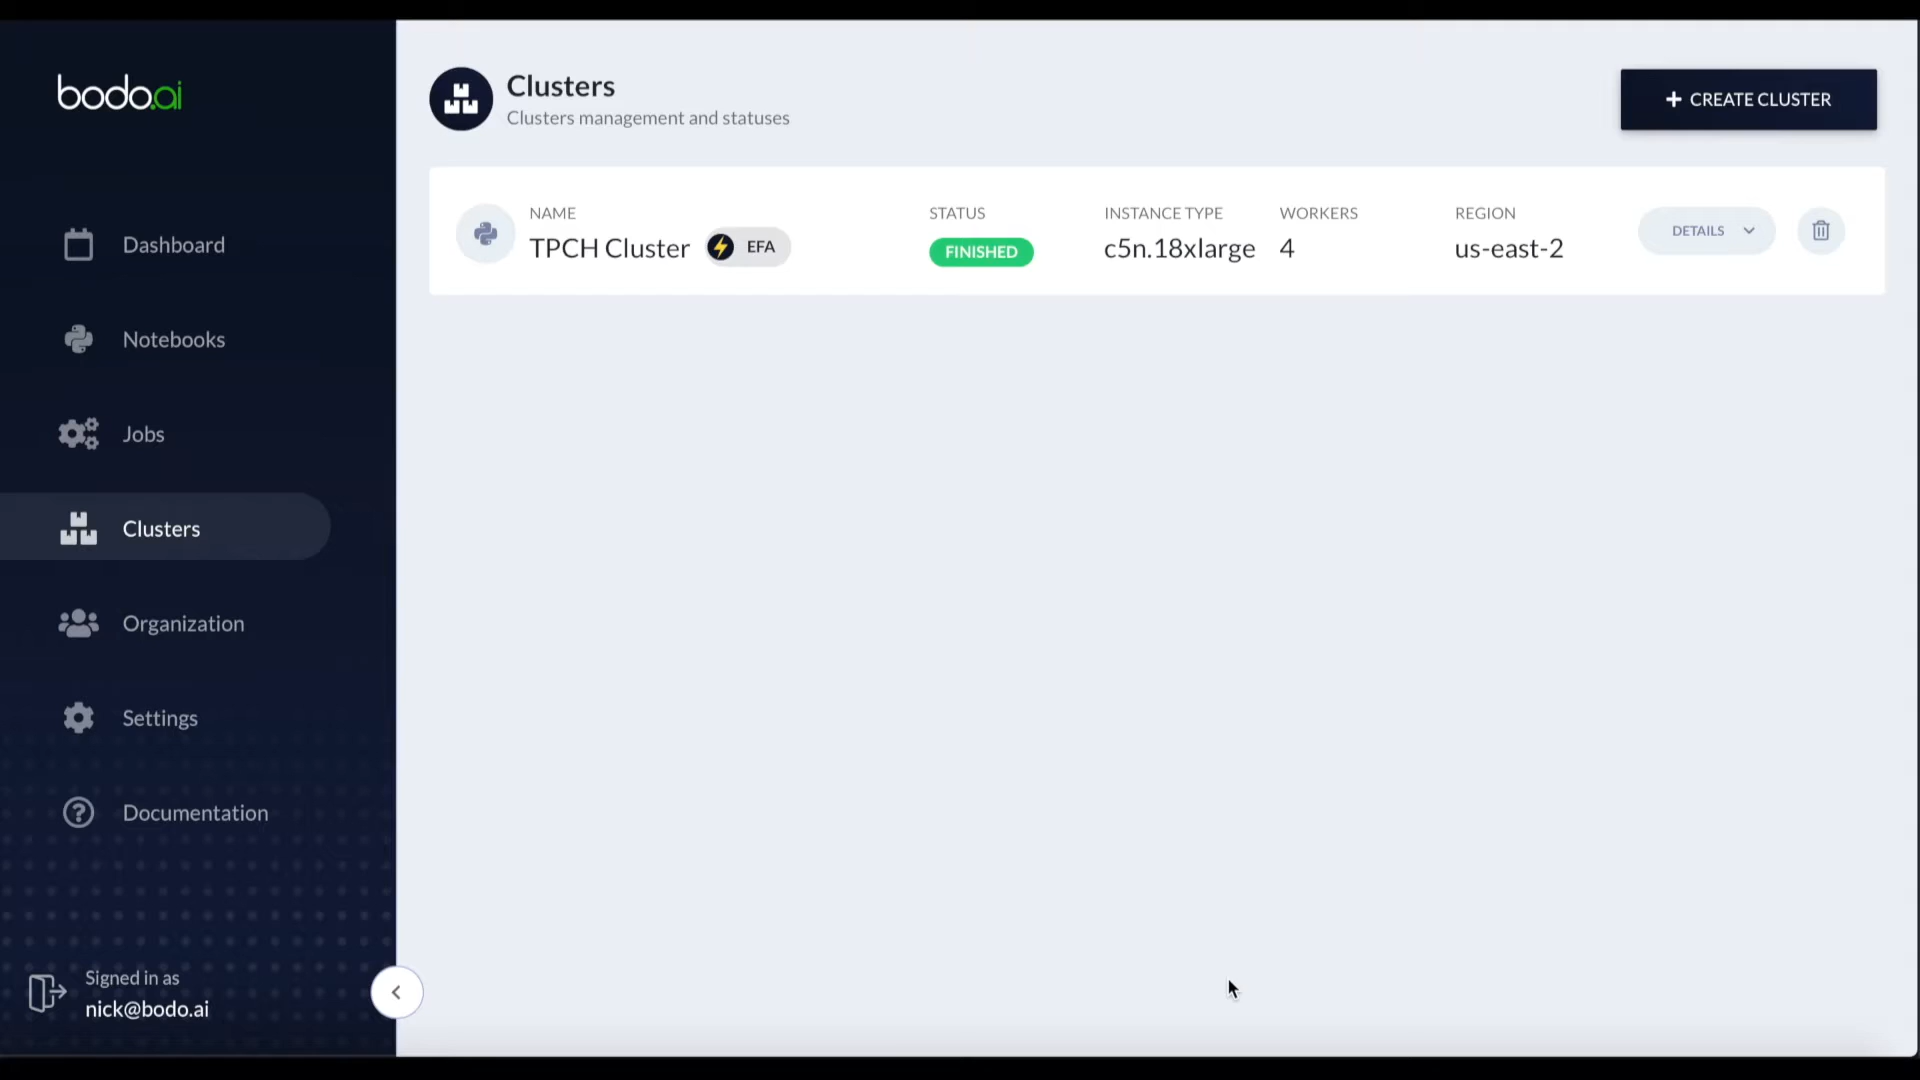 bodo.ai
Dashboard
Notebooks
Jobs
Clusters
Organization
Settings
Documentation
Signed in as
nick@bodo.ai
Clusters
Clusters management and statuses
+ CREATE CLUSTER
NAME
TPCH Cluster EFA
STATUS
FINISHED
INSTANCE TYPE
c5n.18xlarge
WORKERS
4
REGION
us-east-2
DETAILS